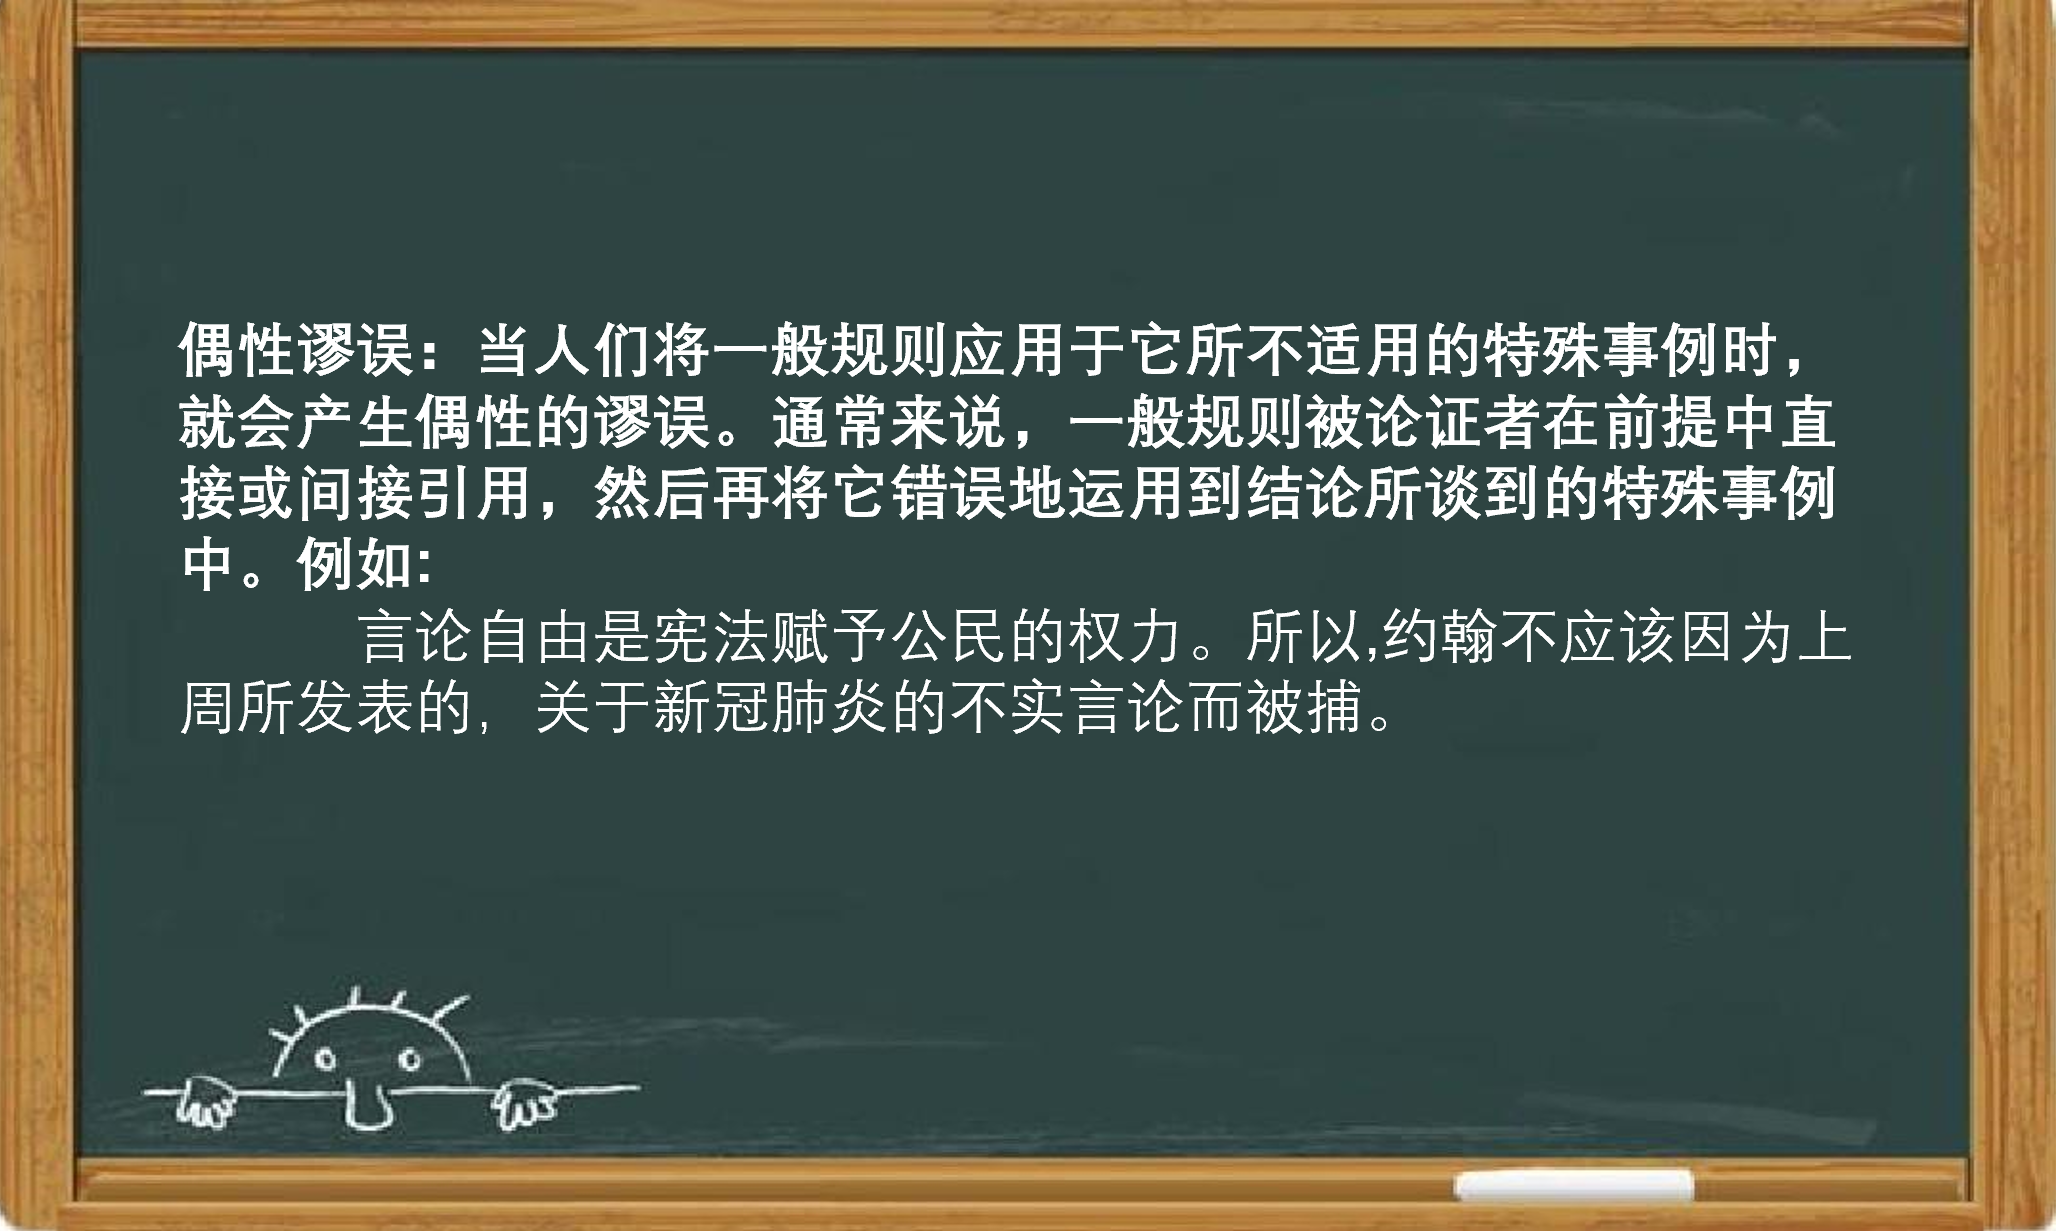 偶性谬误：当人们将一般规则应用于它所不适用的特殊事例时，
就会产生偶性的谬误。通常来说，一般规则被论证者在前提中直
接或间接引用，然后再将它错误地运用到结论所谈到的特殊事例
中。例如:
言论自由是宪法赋予公民的权力。所以,约翰不应该因为上
周所发表的，关于新冠肺炎的不实言论而被捕。